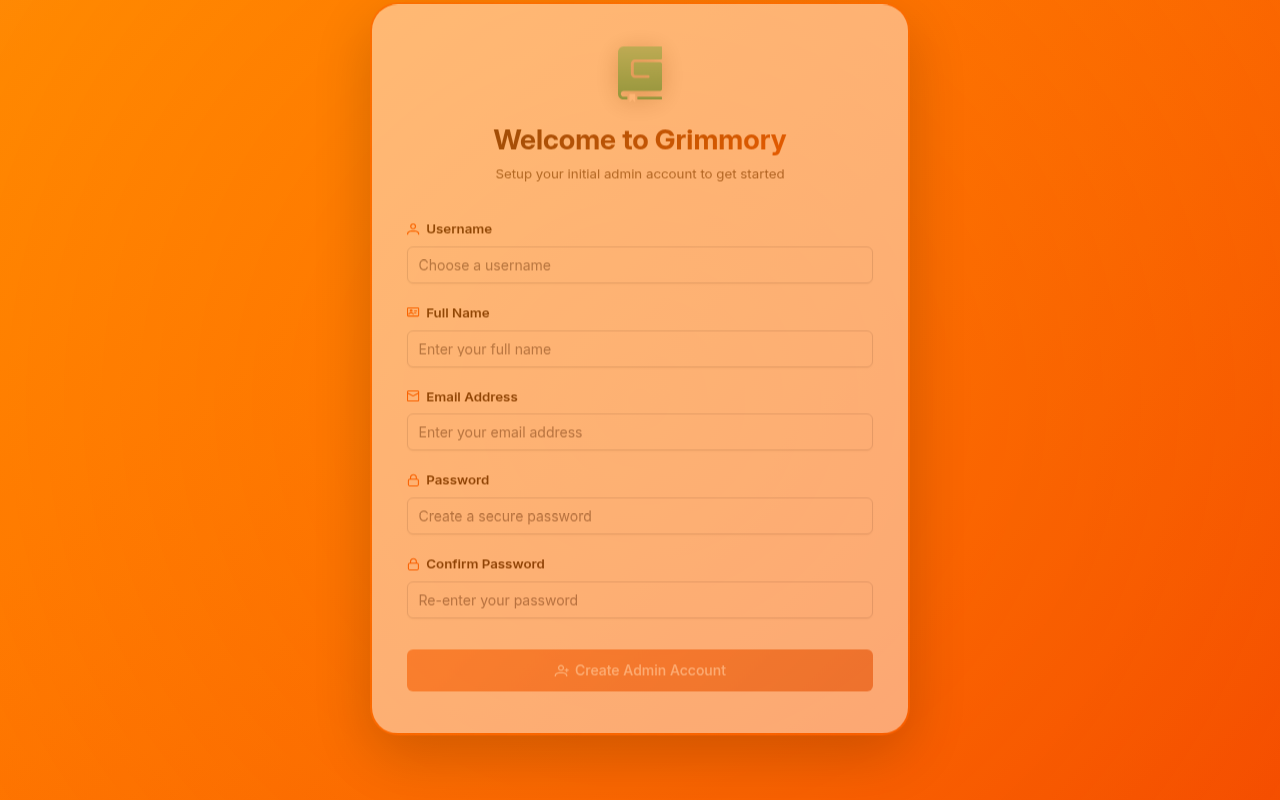 Welcome to Grimmory
Setup your initial admin account to get started
Username
Choose a username
Full Name
Enter your full name
Email Address
Enter your email address
Password
Create a secure password
Confirm Password
Re-enter your password
Create Admin Account